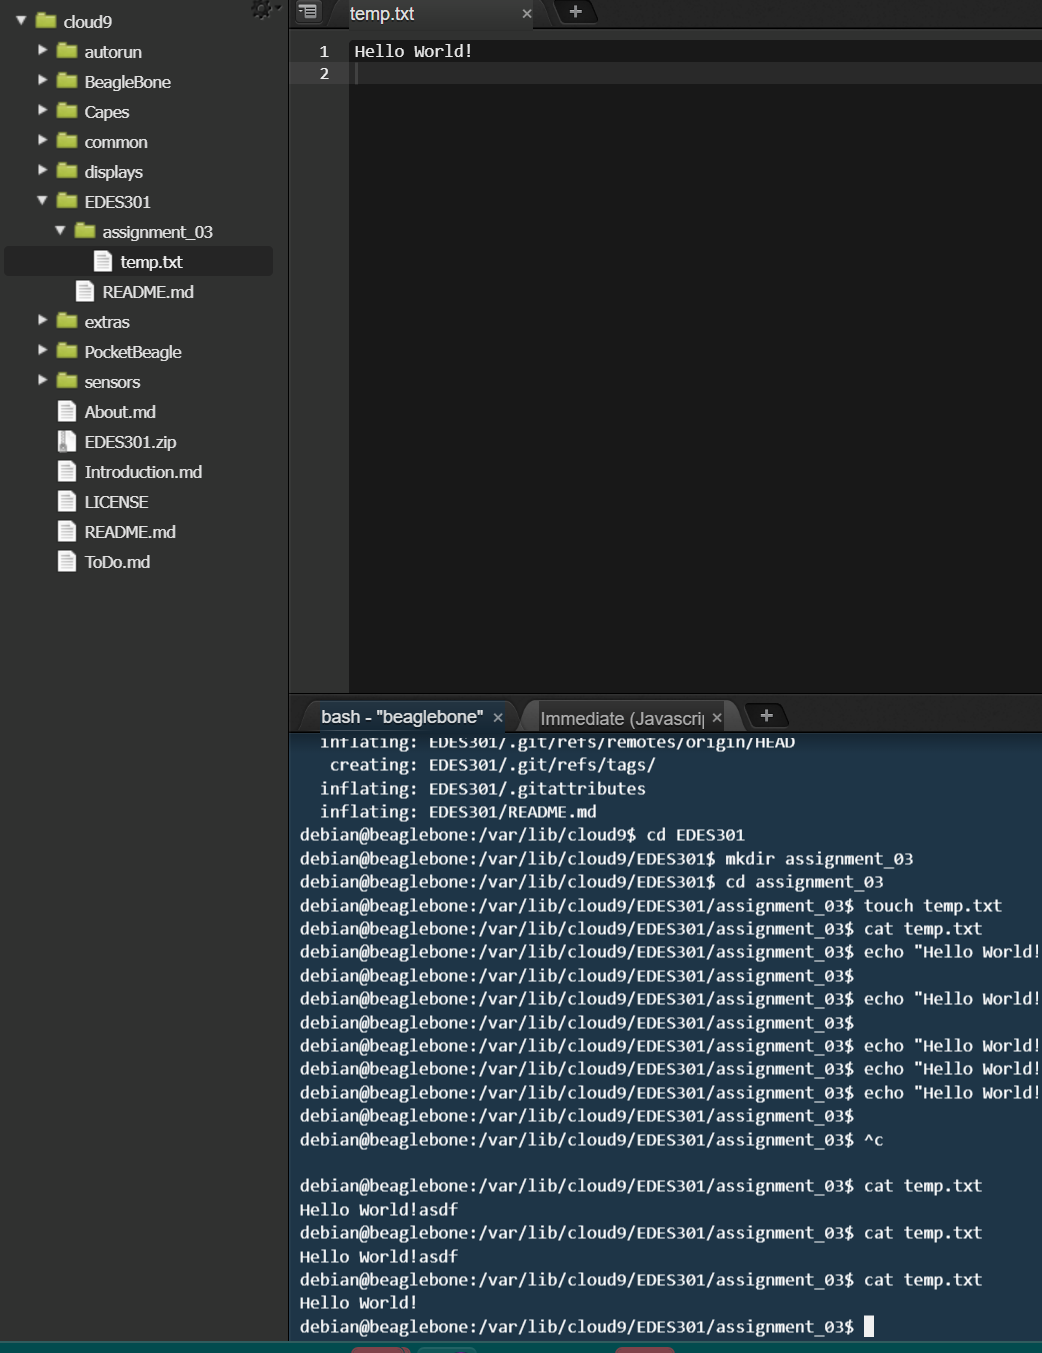 cloud9
autorun
BeagleBone
Capes
common
displays
EDES301
assignment_03
temp.txt
README.md
extras
PocketBeagle
sensors
About.md
EDES301.zip
Introduction.md
LICENSE
README.md
ToDo.md
temp.txt ×
1 Hello World!
2
bash - "beaglebone" × Immediate (Javascrip ×
inflating: EDES301/.git/refs/remotes/origin/HEAD
creating: EDES301/.git/refs/tags/
inflating: EDES301/.gitattributes
inflating: EDES301/README.md
debian@beaglebone:/var/lib/cloud9$ cd EDES301
debian@beaglebone:/var/lib/cloud9/EDES301$ mkdir assignment_03
debian@beaglebone:/var/lib/cloud9/EDES301$ cd assignment_03
debian@beaglebone:/var/lib/cloud9/EDES301/assignment_03$ touch temp.txt
debian@beaglebone:/var/lib/cloud9/EDES301/assignment_03$ cat temp.txt
debian@beaglebone:/var/lib/cloud9/EDES301/assignment_03$ echo "Hello World!
debian@beaglebone:/var/lib/cloud9/EDES301/assignment_03$
debian@beaglebone:/var/lib/cloud9/EDES301/assignment_03$ echo "Hello World!
debian@beaglebone:/var/lib/cloud9/EDES301/assignment_03$
debian@beaglebone:/var/lib/cloud9/EDES301/assignment_03$ echo "Hello World!
debian@beaglebone:/var/lib/cloud9/EDES301/assignment_03$ echo "Hello World!
debian@beaglebone:/var/lib/cloud9/EDES301/assignment_03$ echo "Hello World!
debian@beaglebone:/var/lib/cloud9/EDES301/assignment_03$
debian@beaglebone:/var/lib/cloud9/EDES301/assignment_03$ ^c
debian@beaglebone:/var/lib/cloud9/EDES301/assignment_03$ cat temp.txt
Hello World!asdf
debian@beaglebone:/var/lib/cloud9/EDES301/assignment_03$ cat temp.txt
Hello World!asdf
debian@beaglebone:/var/lib/cloud9/EDES301/assignment_03$ cat temp.txt
Hello World!
debian@beaglebone:/var/lib/cloud9/EDES301/assignment_03$